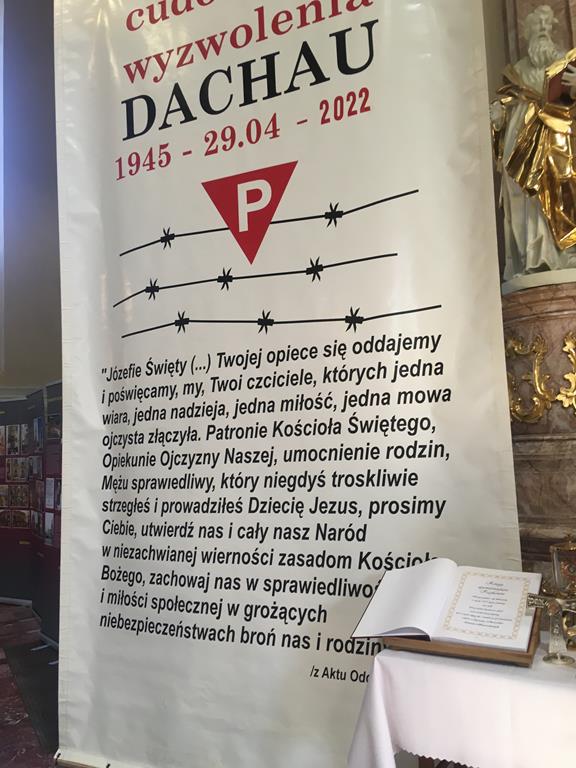 wyzwolenia
DACHAU
1945 - 29.04 - 2022
P
"Józefie Święty (...) Twojej opiece się oddajemy
i poświęcamy, my, Twoi czciciele, których jedna
wiara, jedna nadzieja, jedna miłość, jedna mowa
ojczysta złączyła. Patronie Kościoła Świętego,
Opiekunie Ojczyzny Naszej, umocnienie rodzin,
Mężu sprawiedliwy, który niegdyś troskliwie
strzegłeś i prowadziłeś Dziecię Jezus, prosimy
Ciebie, utwierdź nas i cały nasz Naród
w niezachwianej wierności zasadom
Bożego, zachowaj nas w
i miłości społecznej w grożących
niebezpieczeństwach broń nas i
/z Aktu